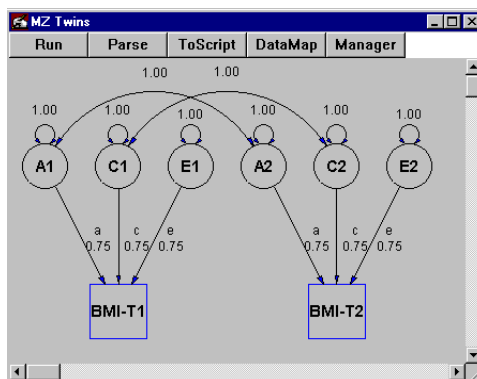 MZ Twins
Run Parse ToScript DataMap Manager
1.00 1.00
1.00 1.00 1.00 1.00 1.00 1.00
A1 C1 E1 A2 C2 E2
a c e a c e
0.75 0.75 0.75 0.75 0.75 0.75
BMI-T1 BMI-T2